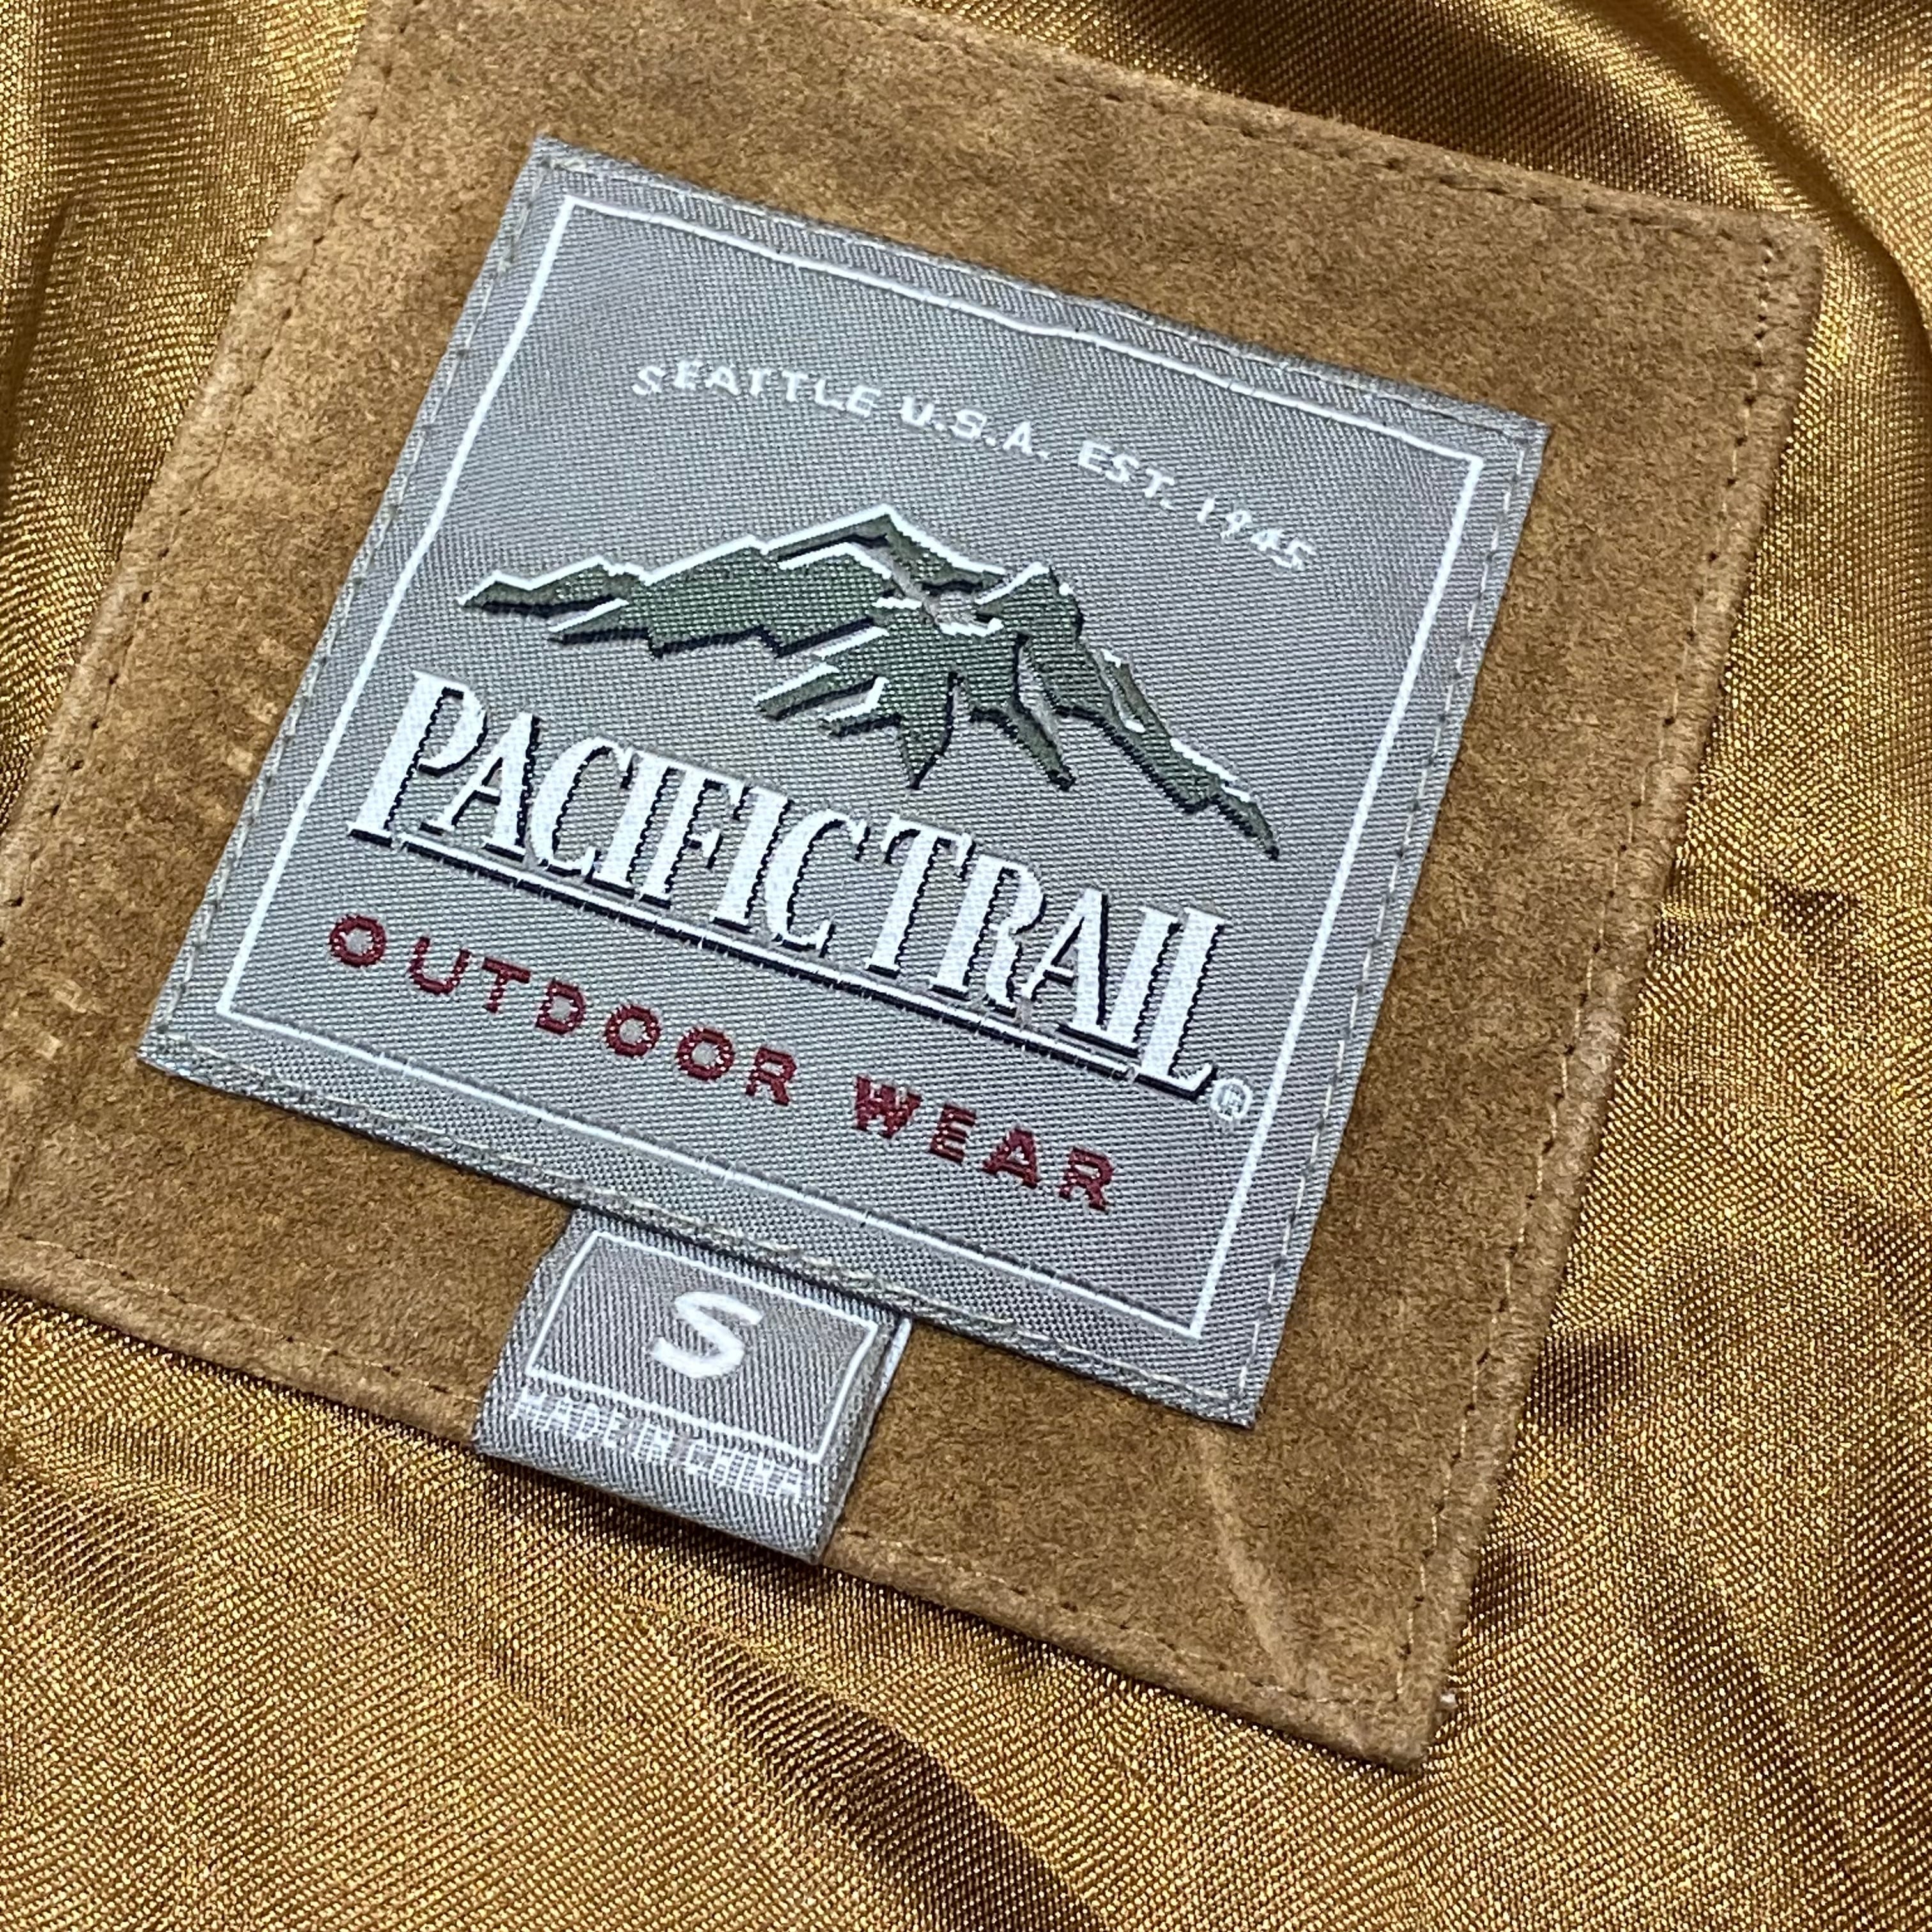 SEATTLE U.S.A. EST. 1945
PACIFIC TRAIL®
OUTDOOR WEAR
S
MADE IN CHINA